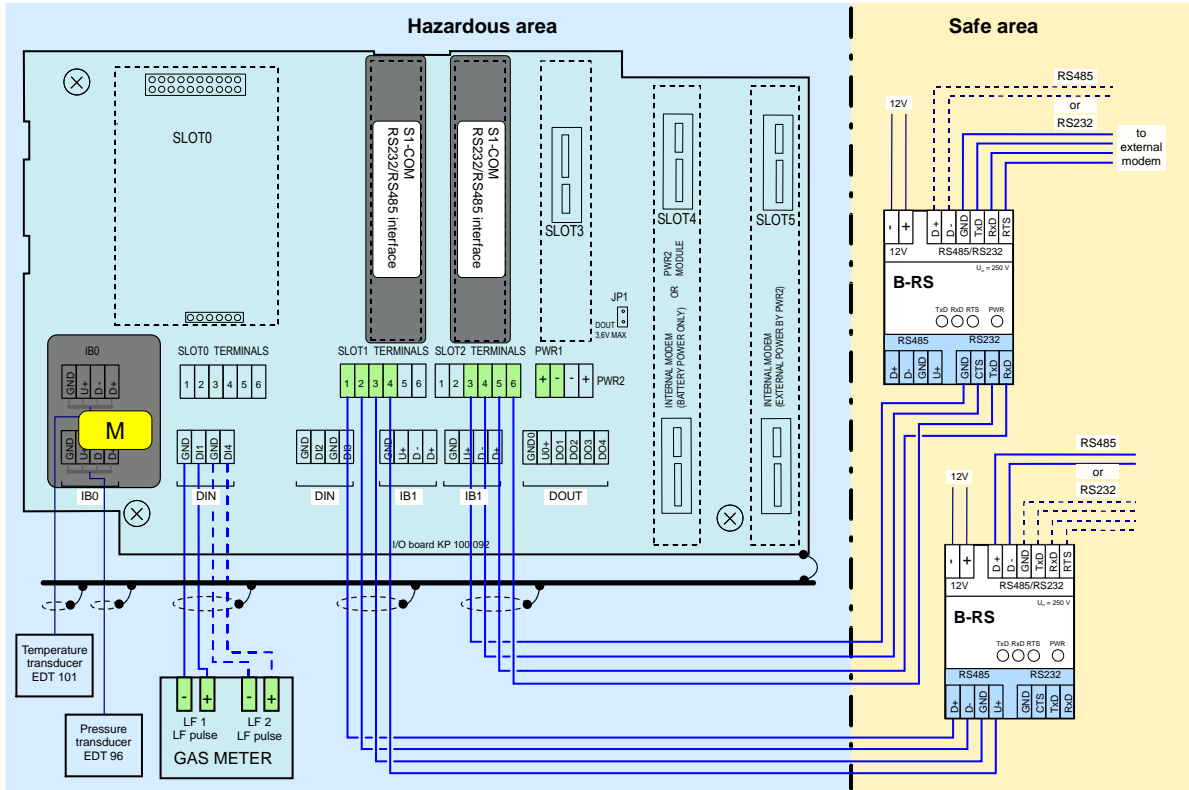 Hazardous area
Safe area
RS485
or
RS232
to
external
modem
12V
- + D+ D- GND TxD RxD RTS
12V RS485/RS232
U~ = 250 V
B-RS
TxD RxD RTS PWR
RS485 RS232
D+ D- GND U+ GND CTS TxD RxD
SLOT0
S1-COM
RS232/RS485 interface
S1-COM
RS232/RS485 interface
SLOT3
SLOT4
SLOT5
PWR2
MODULE
OR
INTERNAL MODEM
(BATTERY POWER ONLY)
INTERNAL MODEM
(EXTERNAL POWER BY PWR2)
JP1
DOUT
3,6V MAX
IB0
GND U+ D- D+
M
IB0
SLOT0 TERMINALS
1 2 3 4 5 6
SLOT1 TERMINALS
1 2 3 4 5 6
SLOT2 TERMINALS
1 2 3 4 5 6
PWR1
+ - - +
PWR2
GND DI1 GND DI4
DIN
GND DI2 GND DI3
DIN
GND U+ D- D+
IB1
GND U+ D- D+
IB1
GND0 U0+ DO1 DO2 DO3 DO4
DOUT
I/O board KP 100 092
RS485
or
RS232
12V
- + D+ D- GND TxD RxD RTS
12V RS485/RS232
U~ = 250 V
B-RS
TxD RxD RTS PWR
RS485 RS232
D+ D- GND U+ GND CTS TxD RxD
Temperature
transducer
EDT 101
Pressure
transducer
EDT 96
- + - +
LF 1 LF 2
LF pulse LF pulse
GAS METER